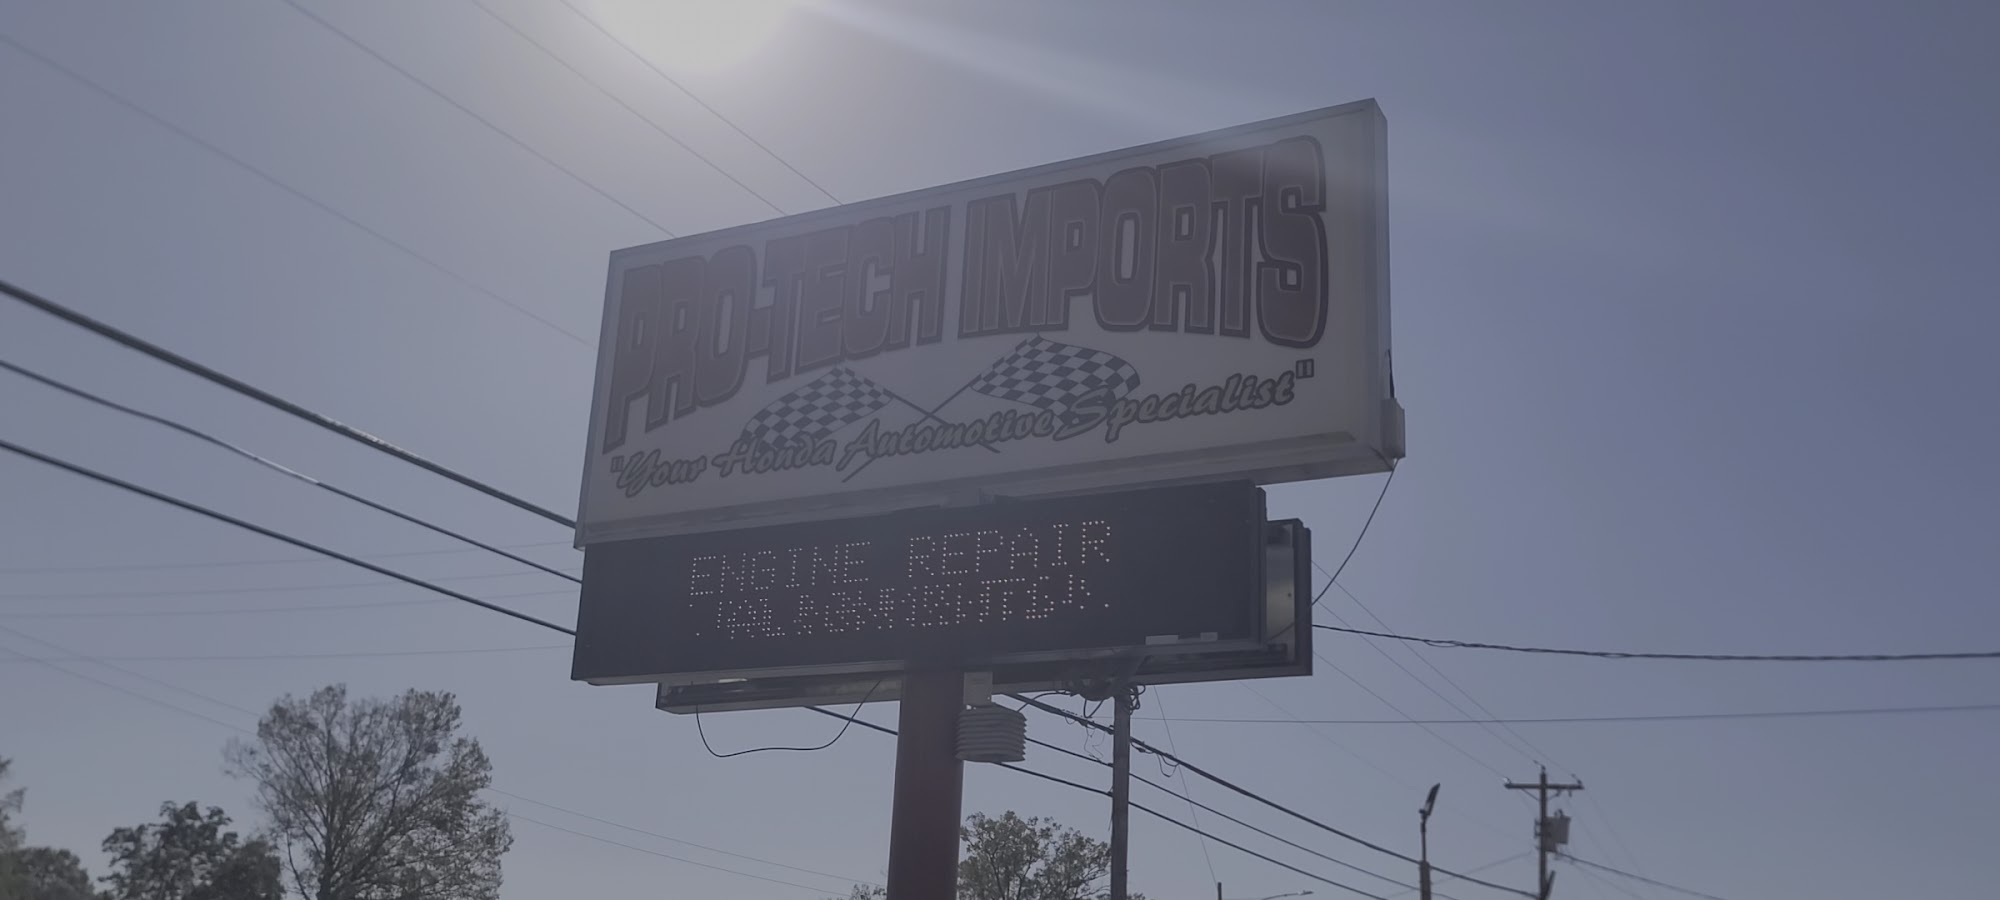 PRO-TECH IMPORTS
"Your Honda Automotive Specialist"
ENGINE REPAIR